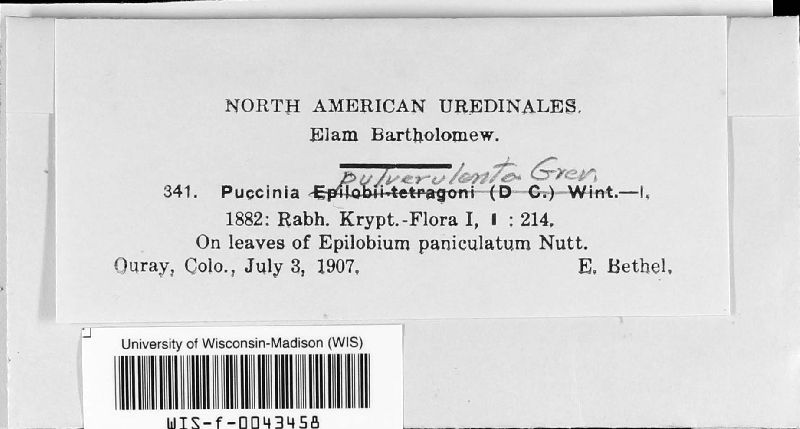 NORTH AMERICAN UREDINALES.
Elam Bartholomew.
pulverulenta Grev.
341. Puccinia Epilobii-tetragoni (D C.) Wint.—I.
1882: Rabh. Krypt.-Flora I, 1 : 214.
On leaves of Epilobium paniculatum Nutt.
Ouray, Colo., July 3, 1907. E. Bethel.
University of Wisconsin-Madison (WIS)
WIS-f-0043458